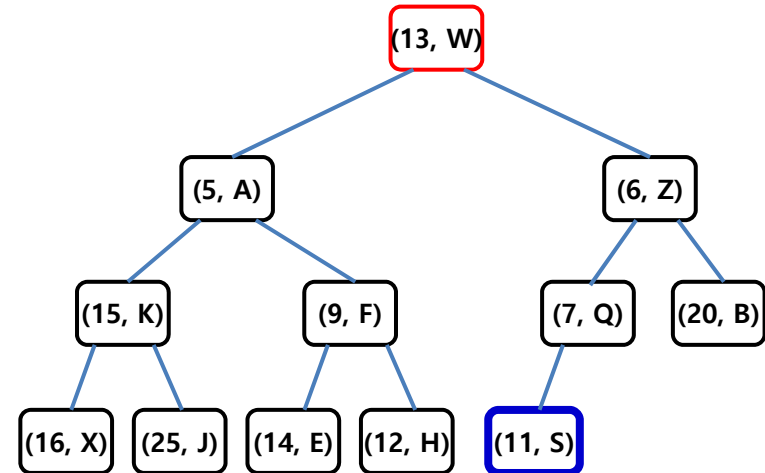 (13, W)
(5, A)
(6, Z)
(15, K)
(9, F)
(7, Q)
(20, B)
(16, X)
(25, J)
(14, E)
(12, H)
(11, S)